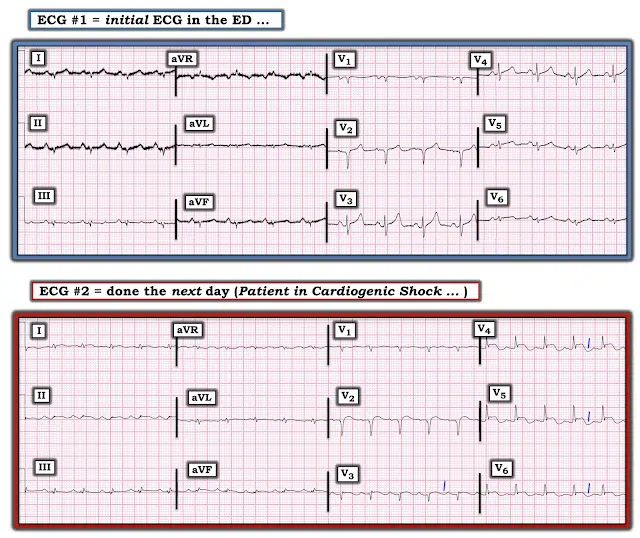 ECG #1 = initial ECG in the ED ...
I
aVR
V1
V4
II
aVL
V2
V5
III
aVF
V3
V6
ECG #2 = done the next day (Patient in Cardiogenic Shock ... )
I
aVR
V1
V4
II
aVL
V2
V5
III
aVF
V3
V6